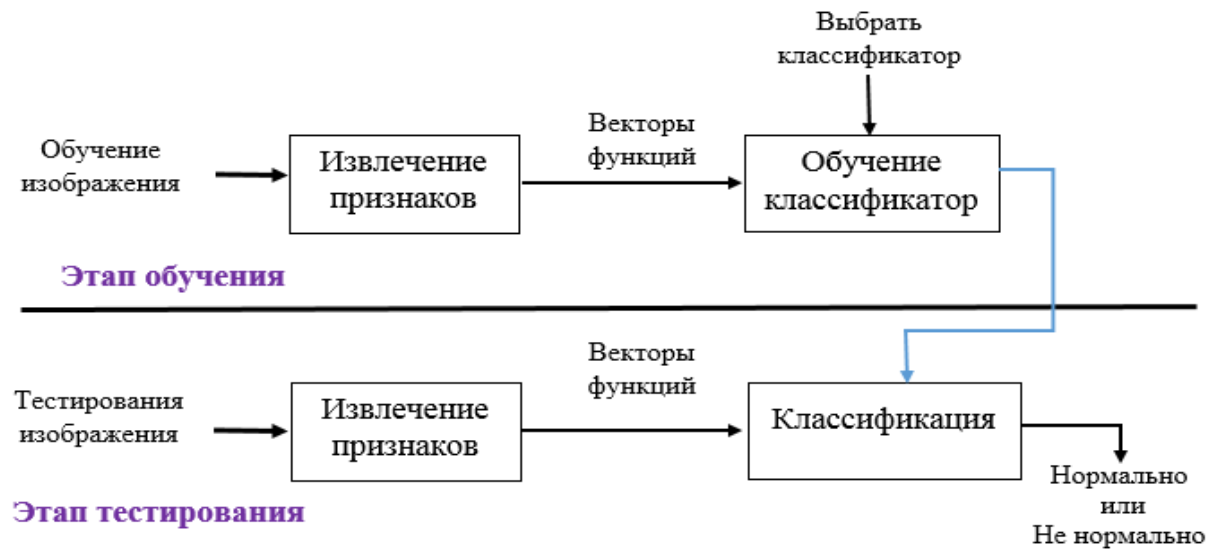 Выбрать
классификатор
Обучение
изображения
Извлечение
признаков
Векторы
функций
Обучение
классификатор
Этап обучения
Тестирования
изображения
Извлечение
признаков
Векторы
функций
Классификация
Нормально
или
Не нормально
Этап тестирования